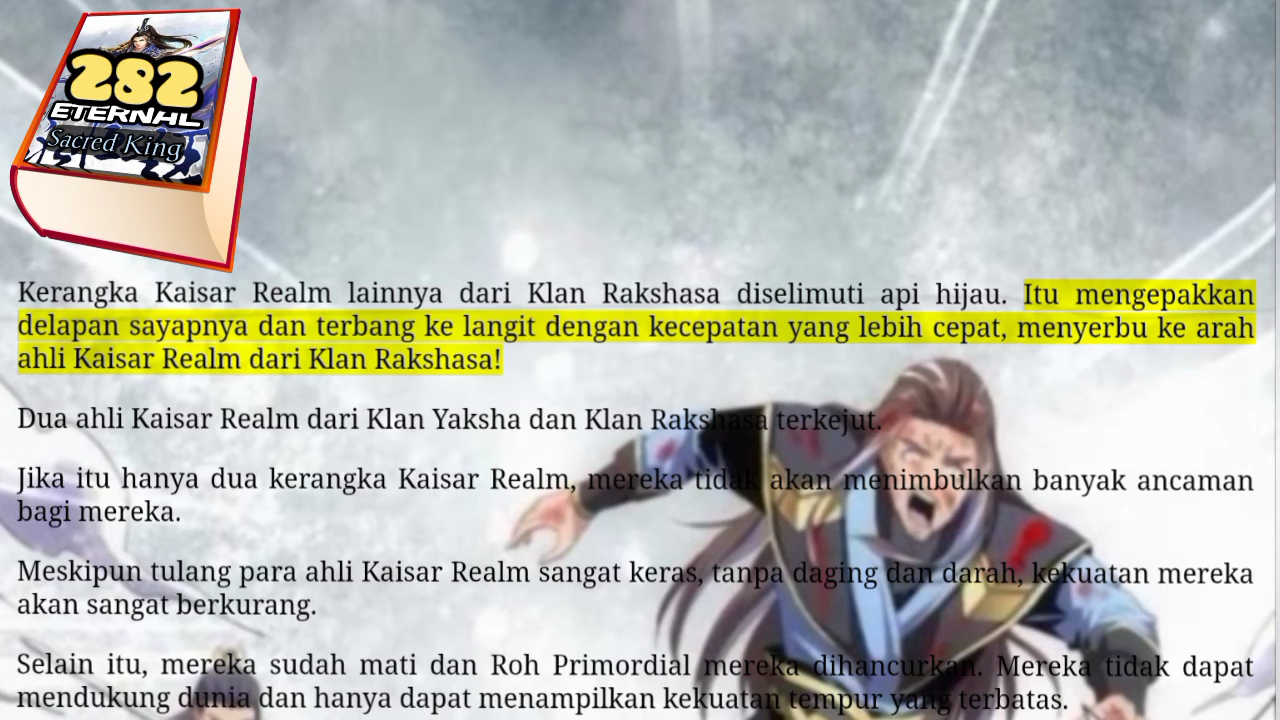 282
ETERNAL
Sacred King
Kerangka Kaisar Realm lainnya dari Klan Rakshasa diselimuti api hijau. Itu mengepakkan
delapan sayapnya dan terbang ke langit dengan kecepatan yang lebih cepat, menyerbu ke arah
ahli Kaisar Realm dari Klan Rakshasa!
Dua ahli Kaisar Realm dari Klan Yaksha dan Klan Rakshasa terkejut.
Jika itu hanya dua kerangka Kaisar Realm, mereka tidak akan menimbulkan banyak ancaman
bagi mereka.
Meskipun tulang para ahli Kaisar Realm sangat keras, tanpa daging dan darah, kekuatan mereka
akan sangat berkurang.
Selain itu, mereka sudah mati dan Roh Primordial mereka dihancurkan. Mereka tidak dapat
mendukung dunia dan hanya dapat menampilkan kekuatan tempur yang terbatas.